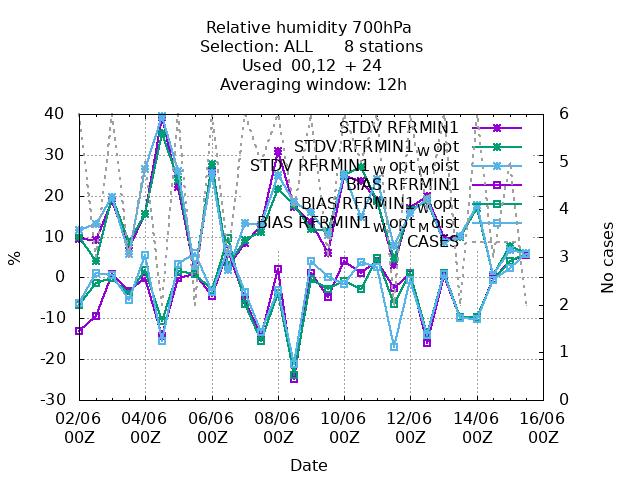 Relative humidity 700hPa
Selection: ALL 8 stations
Used 00,12 + 24
Averaging window: 12h
40
30
20
10
0
-10
-20
-30
%
6
5
4
3
2
1
0
No cases
STDV RFRMIN1
STDV RFRMIN1_W opt
STDV RFRMIN1_W opt_M oist
BIAS RFRMIN1
BIAS RFRMIN1_W opt
BIAS RFRMIN1_W opt_M oist
CASES
02/06 04/06 06/06 08/06 10/06 12/06 14/06 16/06
00Z 00Z 00Z 00Z 00Z 00Z 00Z 00Z
Date